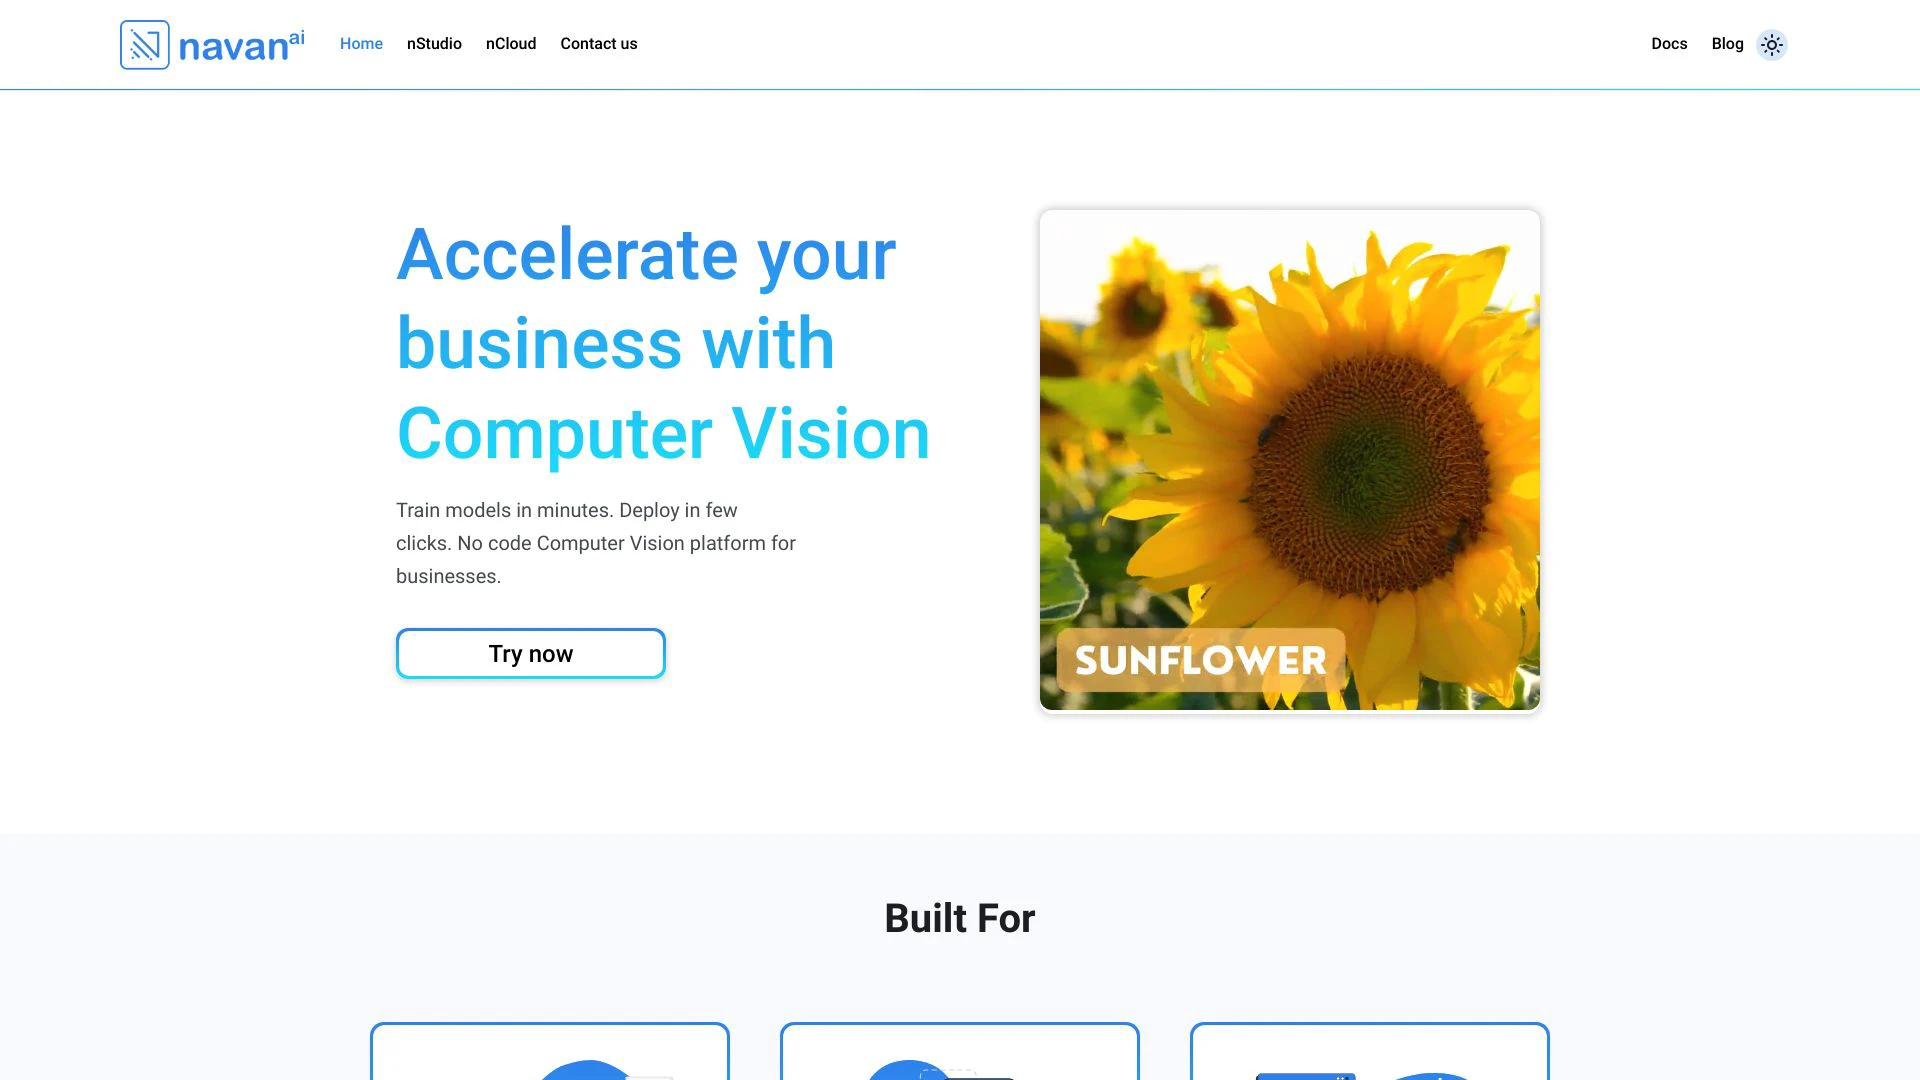 navan ai
Home
nStudio
nCloud
Contact us
Docs
Blog
Accelerate your
business with
Computer Vision
Train models in minutes. Deploy in few
clicks. No code Computer Vision platform for
businesses.
Try now
SUNFLOWER
Built For